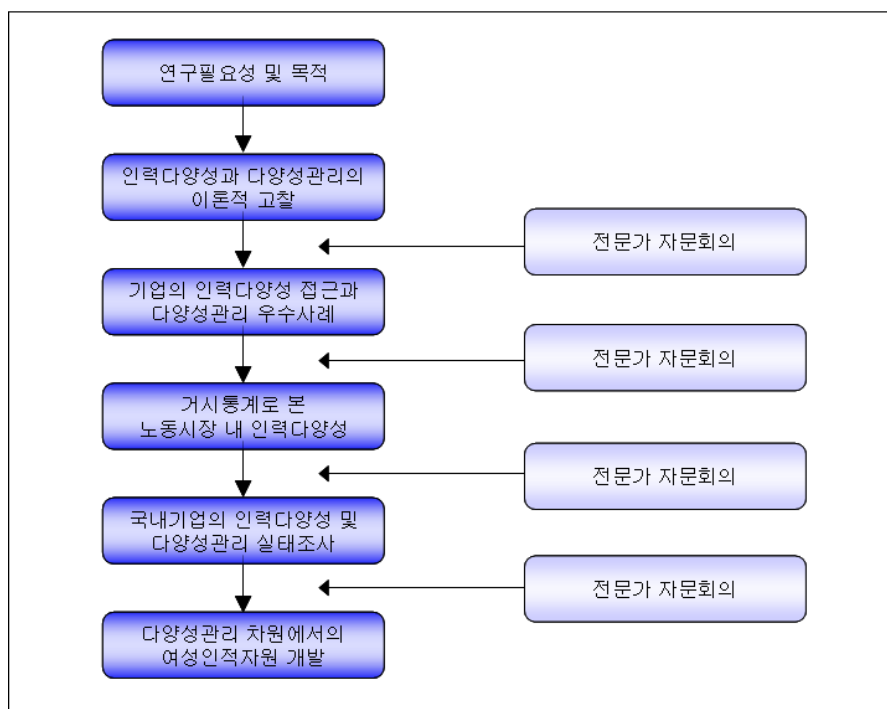 연구필요성 및 목적
인력다양성과 다양성관리의
이론적 고찰
전문가 자문회의
기업의 인력다양성 접근과
다양성관리 우수사례
전문가 자문회의
거시통계로 본
노동시장 내 인력다양성
전문가 자문회의
국내기업의 인력다양성 및
다양성관리 실태조사
전문가 자문회의
다양성관리 차원에서의
여성인적자원 개발